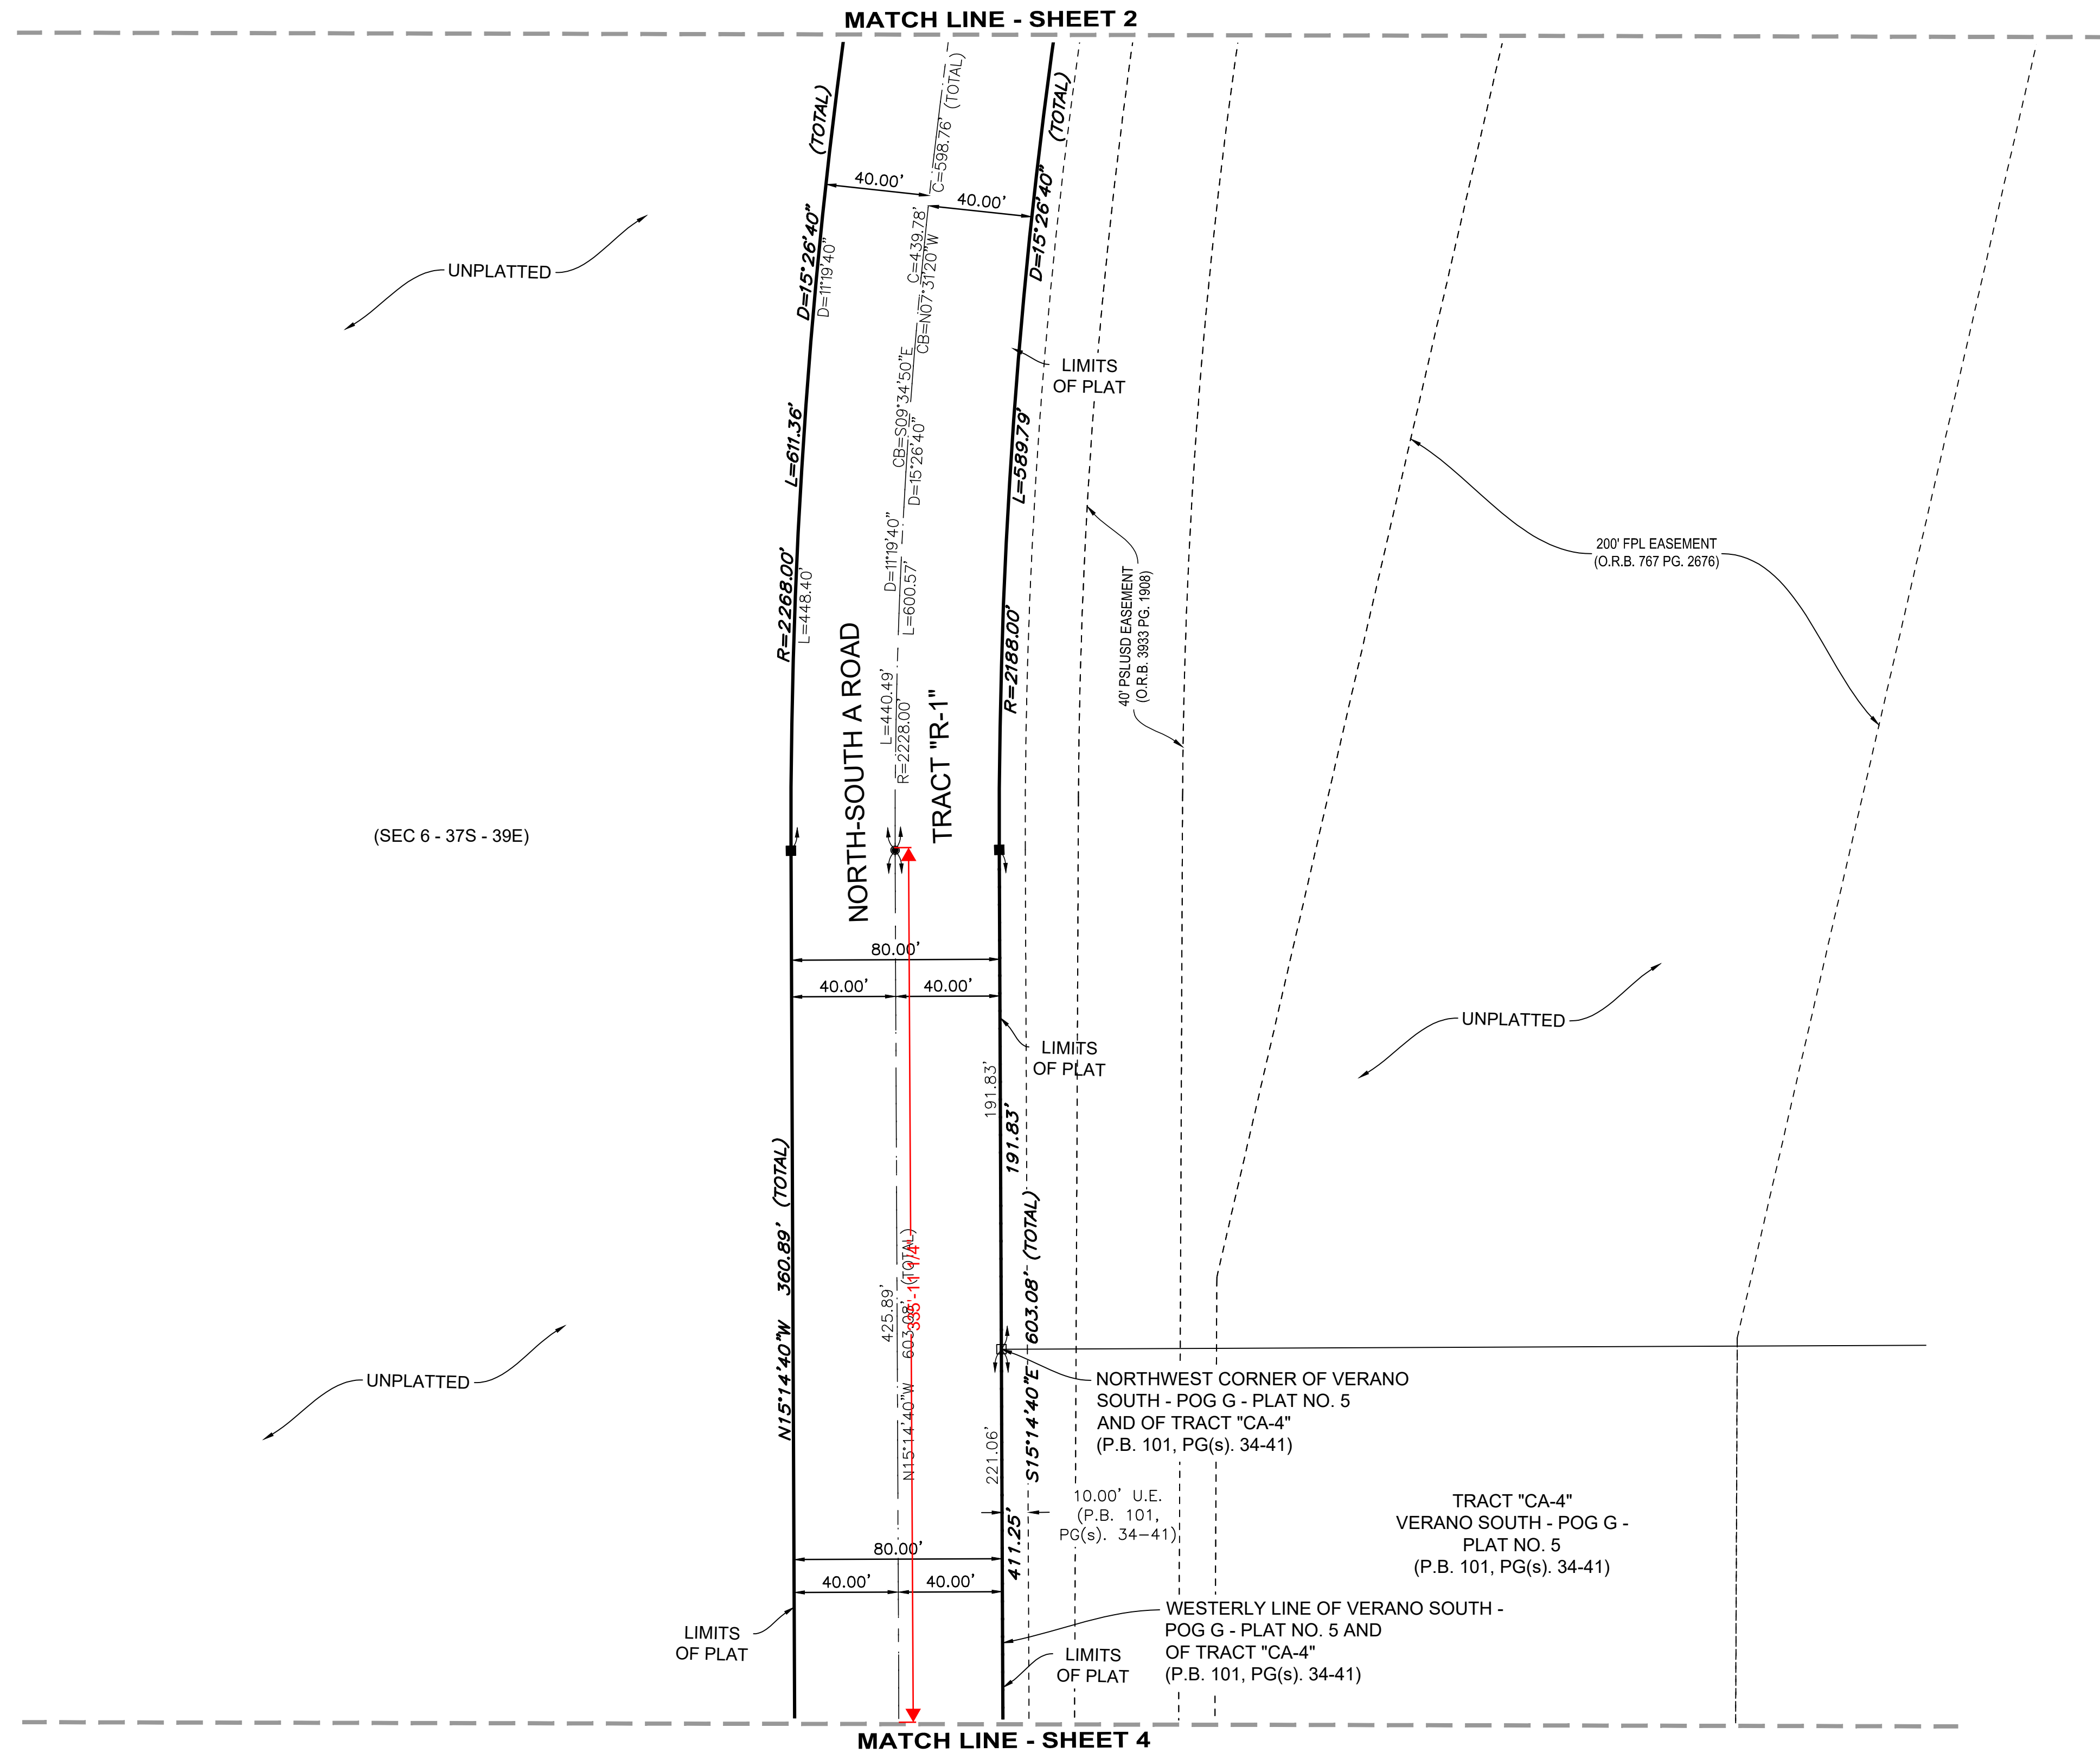 MATCH LINE - SHEET 2
(TOTAL)
D=15°26'40"
D=11°19'40"
L=611.36'
R=2268.00'
L=448.40'
C=598.76' (TOTAL)
C=439.78'
CB=N07°31'20"W
CB=S09°34'50"E
D=15°26'40"
D=11°19'40"
L=600.57'
L=440.49'
R=2228.00'
(TOTAL)
D=15°26'40"
L=589.79'
R=2188.00'
40.00'
40.00'
UNPLATTED
LIMITS
OF PLAT
200' FPL EASEMENT
(O.R.B. 767 PG. 2676)
40' PSLUSD EASEMENT
(O.R.B. 3933 PG. 1908)
NORTH-SOUTH A ROAD
TRACT "R-1"
(SEC 6 - 37S - 39E)
80.00'
40.00'
40.00'
UNPLATTED
LIMITS
OF PLAT
191.83'
191.83'
N15°14'40"W 360.89' (TOTAL)
425.89'
N15°14'40"W 603.08' (TOTAL)
335'-11 1/4"
S15°14'40"E 603.08' (TOTAL)
UNPLATTED
NORTHWEST CORNER OF VERANO
SOUTH - POG G - PLAT NO. 5
AND OF TRACT "CA-4"
(P.B. 101, PG(s). 34-41)
221.06'
411.25'
10.00' U.E.
(P.B. 101,
PG(s). 34-41)
TRACT "CA-4"
VERANO SOUTH - POG G -
PLAT NO. 5
(P.B. 101, PG(s). 34-41)
80.00'
40.00'
40.00'
LIMITS
OF PLAT
WESTERLY LINE OF VERANO SOUTH -
POG G - PLAT NO. 5 AND
OF TRACT "CA-4"
(P.B. 101, PG(s). 34-41)
LIMITS
OF PLAT
MATCH LINE - SHEET 4